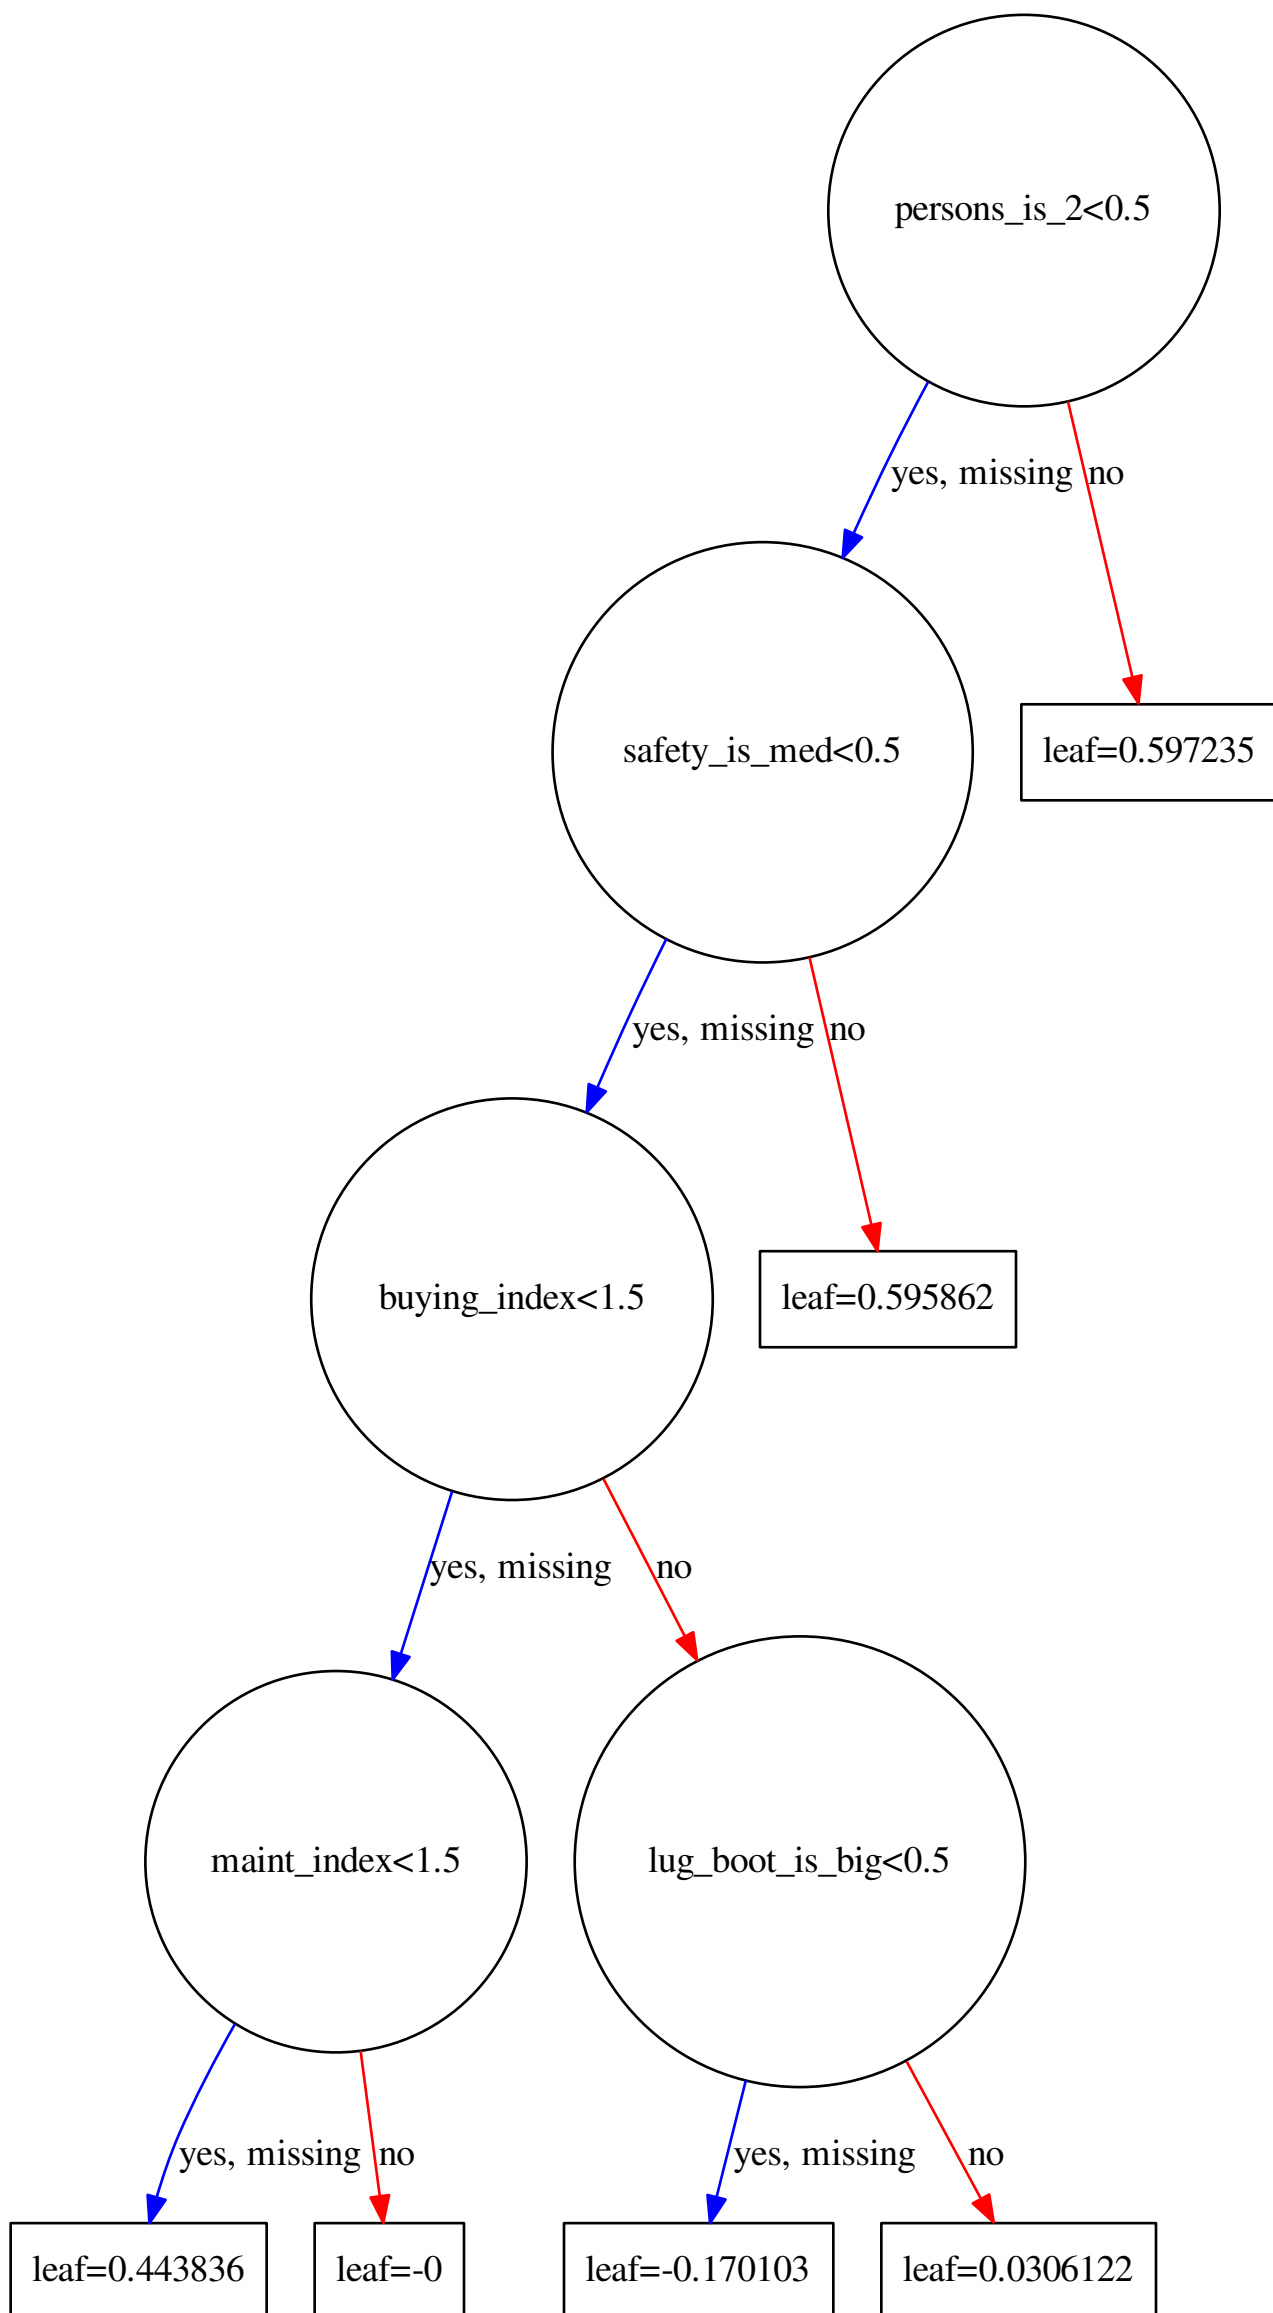 persons_is_2<0.5
yes, missing
no
safety_is_med<0.5
leaf=0.597235
yes, missing
no
buying_index<1.5
leaf=0.595862
yes, missing
no
maint_index<1.5
lug_boot_is_big<0.5
yes, missing
no
yes, missing
no
leaf=0.443836
leaf=-0
leaf=-0.170103
leaf=0.0306122